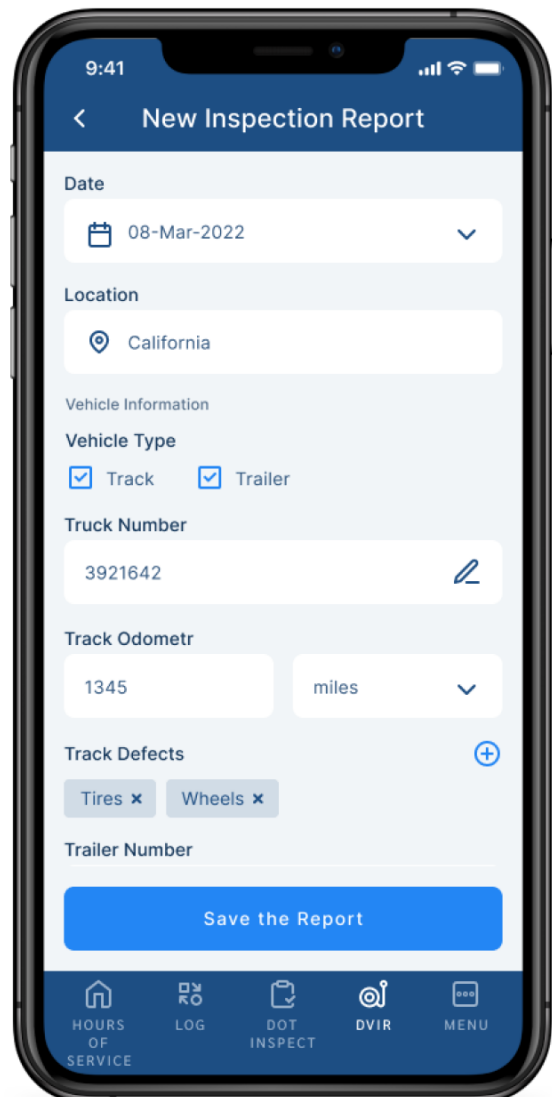 9:41
New Inspection Report
Date
08-Mar-2022
Location
California
Vehicle Information
Vehicle Type
Track Trailer
Truck Number
3921642
Track Odometr
1345 miles
Track Defects
Tires × Wheels ×
Trailer Number
Save the Report
HOURS OF SERVICE
LOG
DOT INSPECT
DVIR
MENU